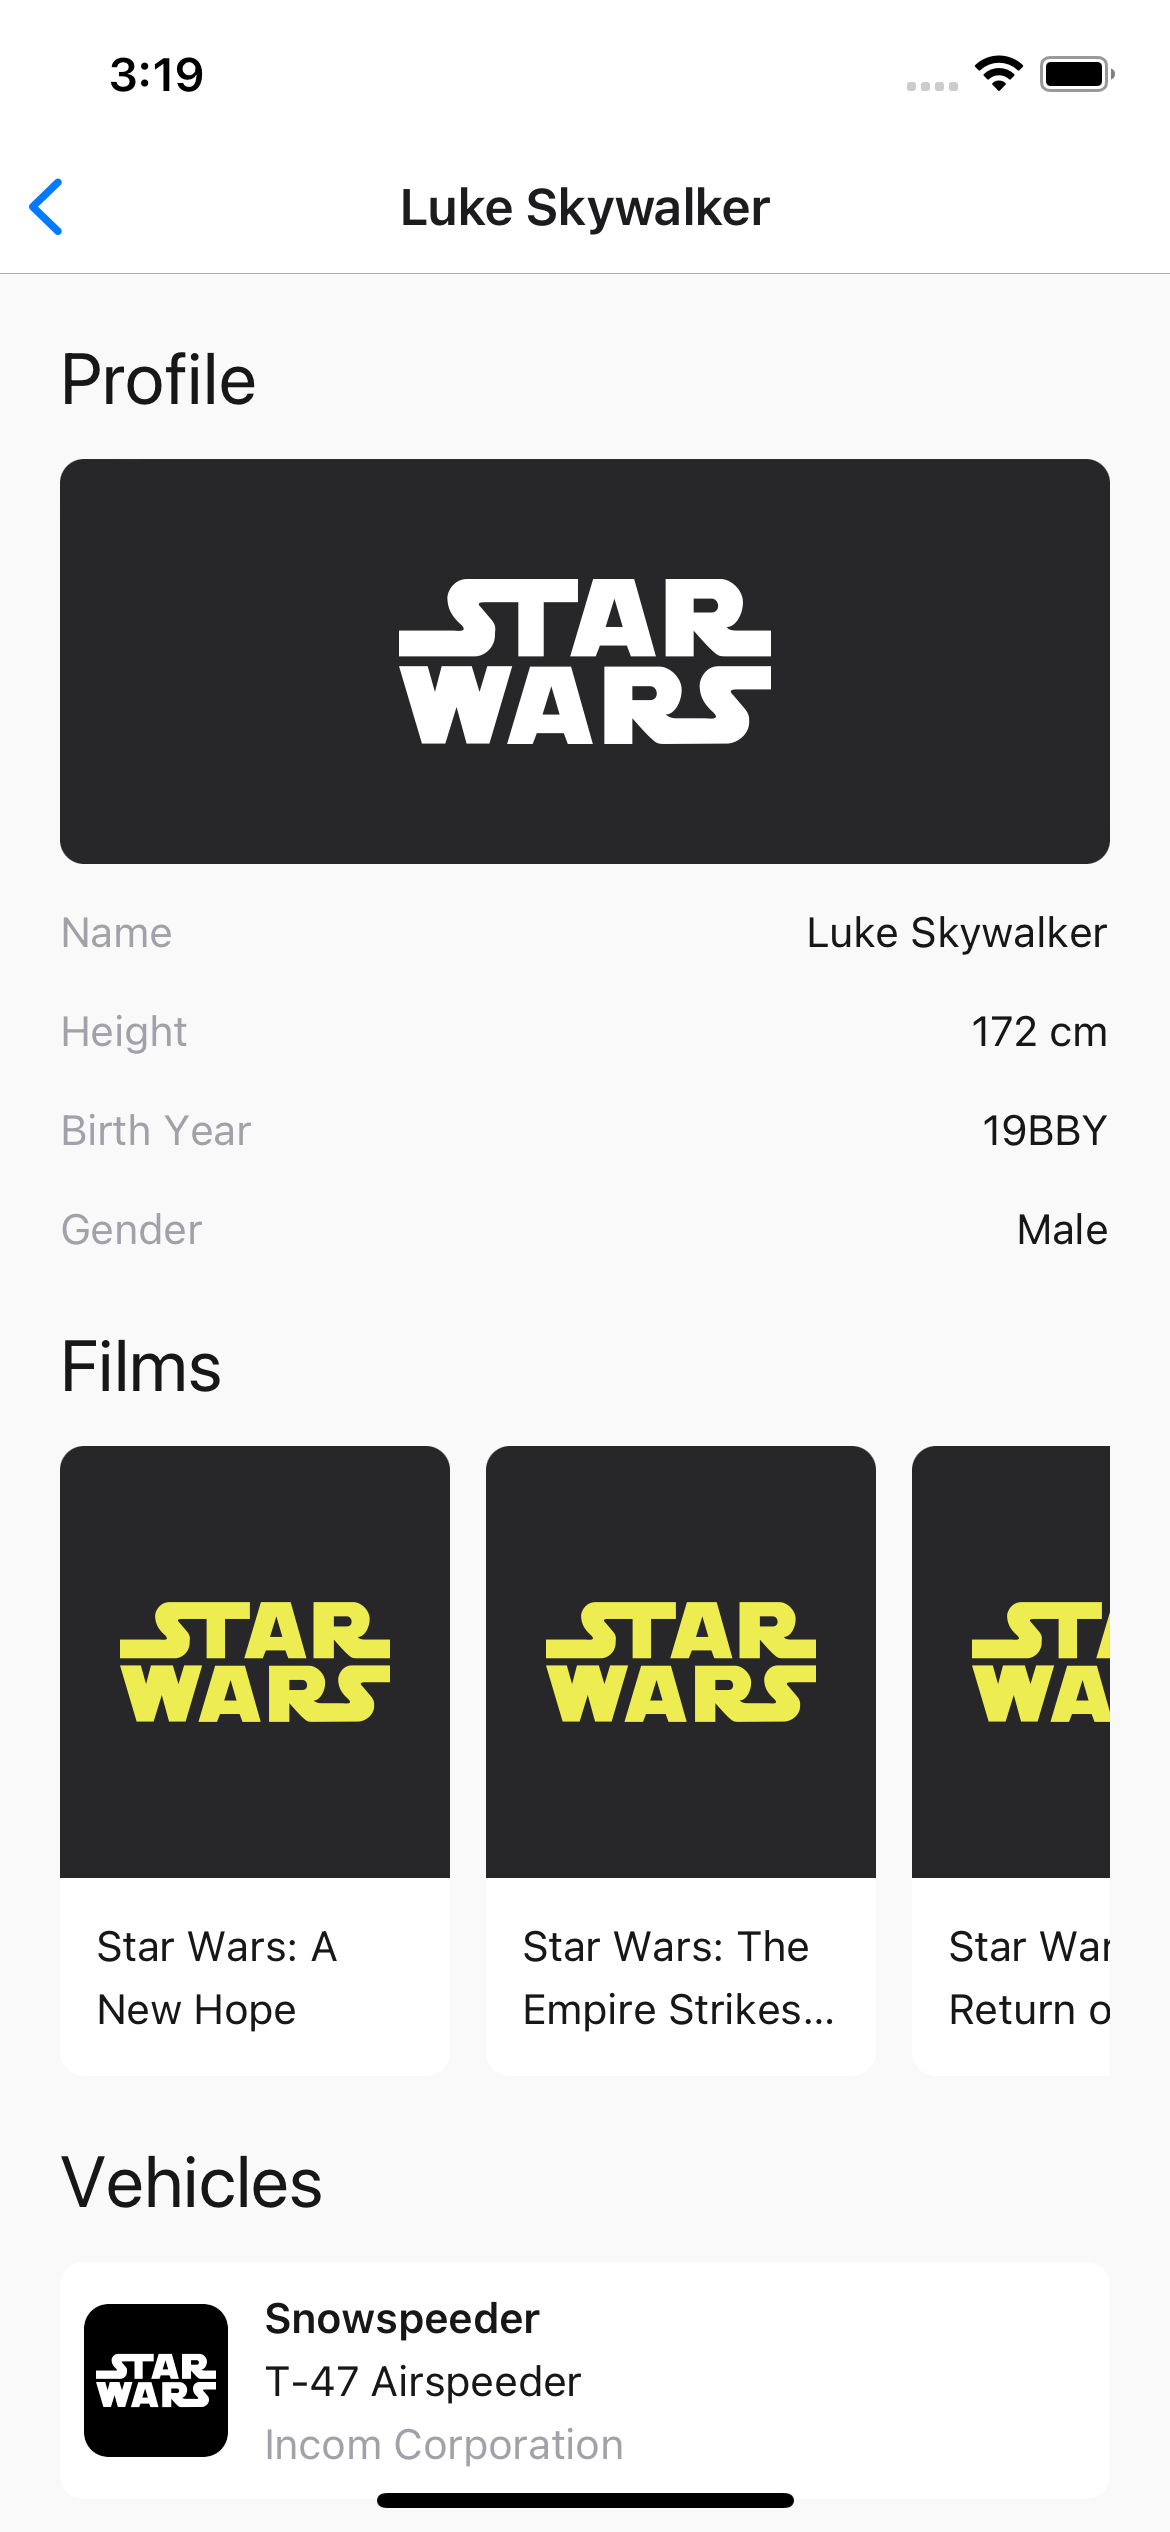 3:19
Luke Skywalker
Profile
STAR
WARS
Name Luke Skywalker
Height 172 cm
Birth Year 19BBY
Gender Male
Films
STAR
WARS
STAR
WARS
STA
WA
Star Wars: A
New Hope
Star Wars: The
Empire Strikes...
Star War
Return o
Vehicles
STAR
WARS
Snowspeeder
T-47 Airspeeder
Incom Corporation